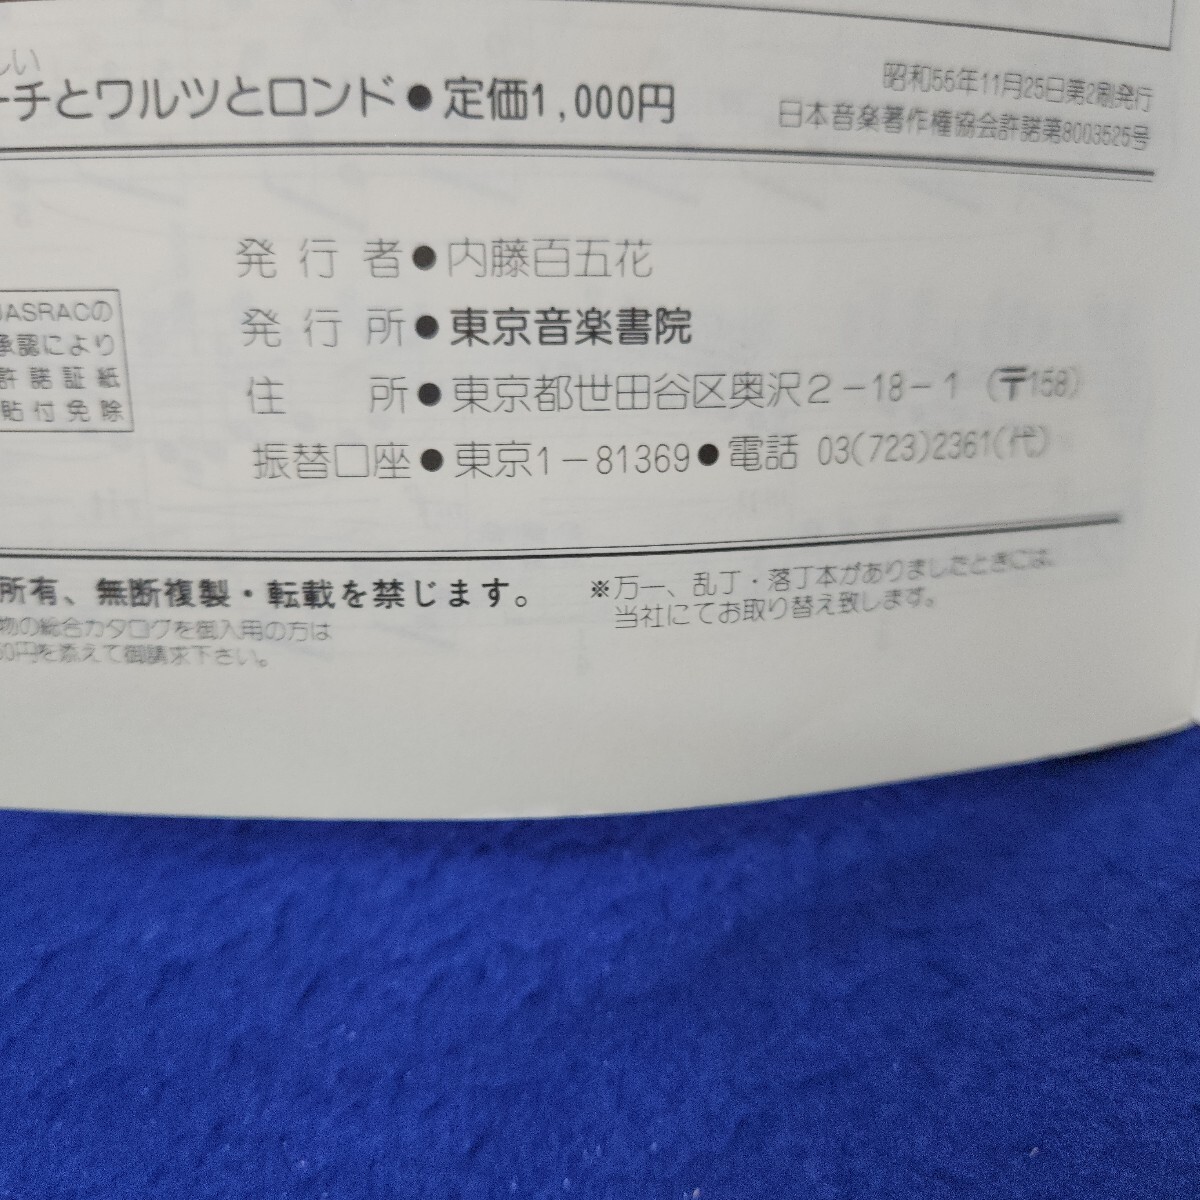 しい
ーチとワルツとロンド●定価1,000円
昭和56年11月25日第2刷発行
日本音楽著作権協会許諾第8003525号
発行者●内藤百五花
発行所●東京音楽書院
住所●東京都世田谷区奥沢2-18-1(〒158)
振替口座●東京1-81369●電話 03(723)2361(代)
JASRACの
承認により
許諾証紙
貼付免除
所有、無断複製・転載を禁じます。
物の総合カタログを御入用の方は
50円を添えて御請求下さい。
※万一、乱丁・落丁本がありましたときには、
当社にてお取り替え致します。